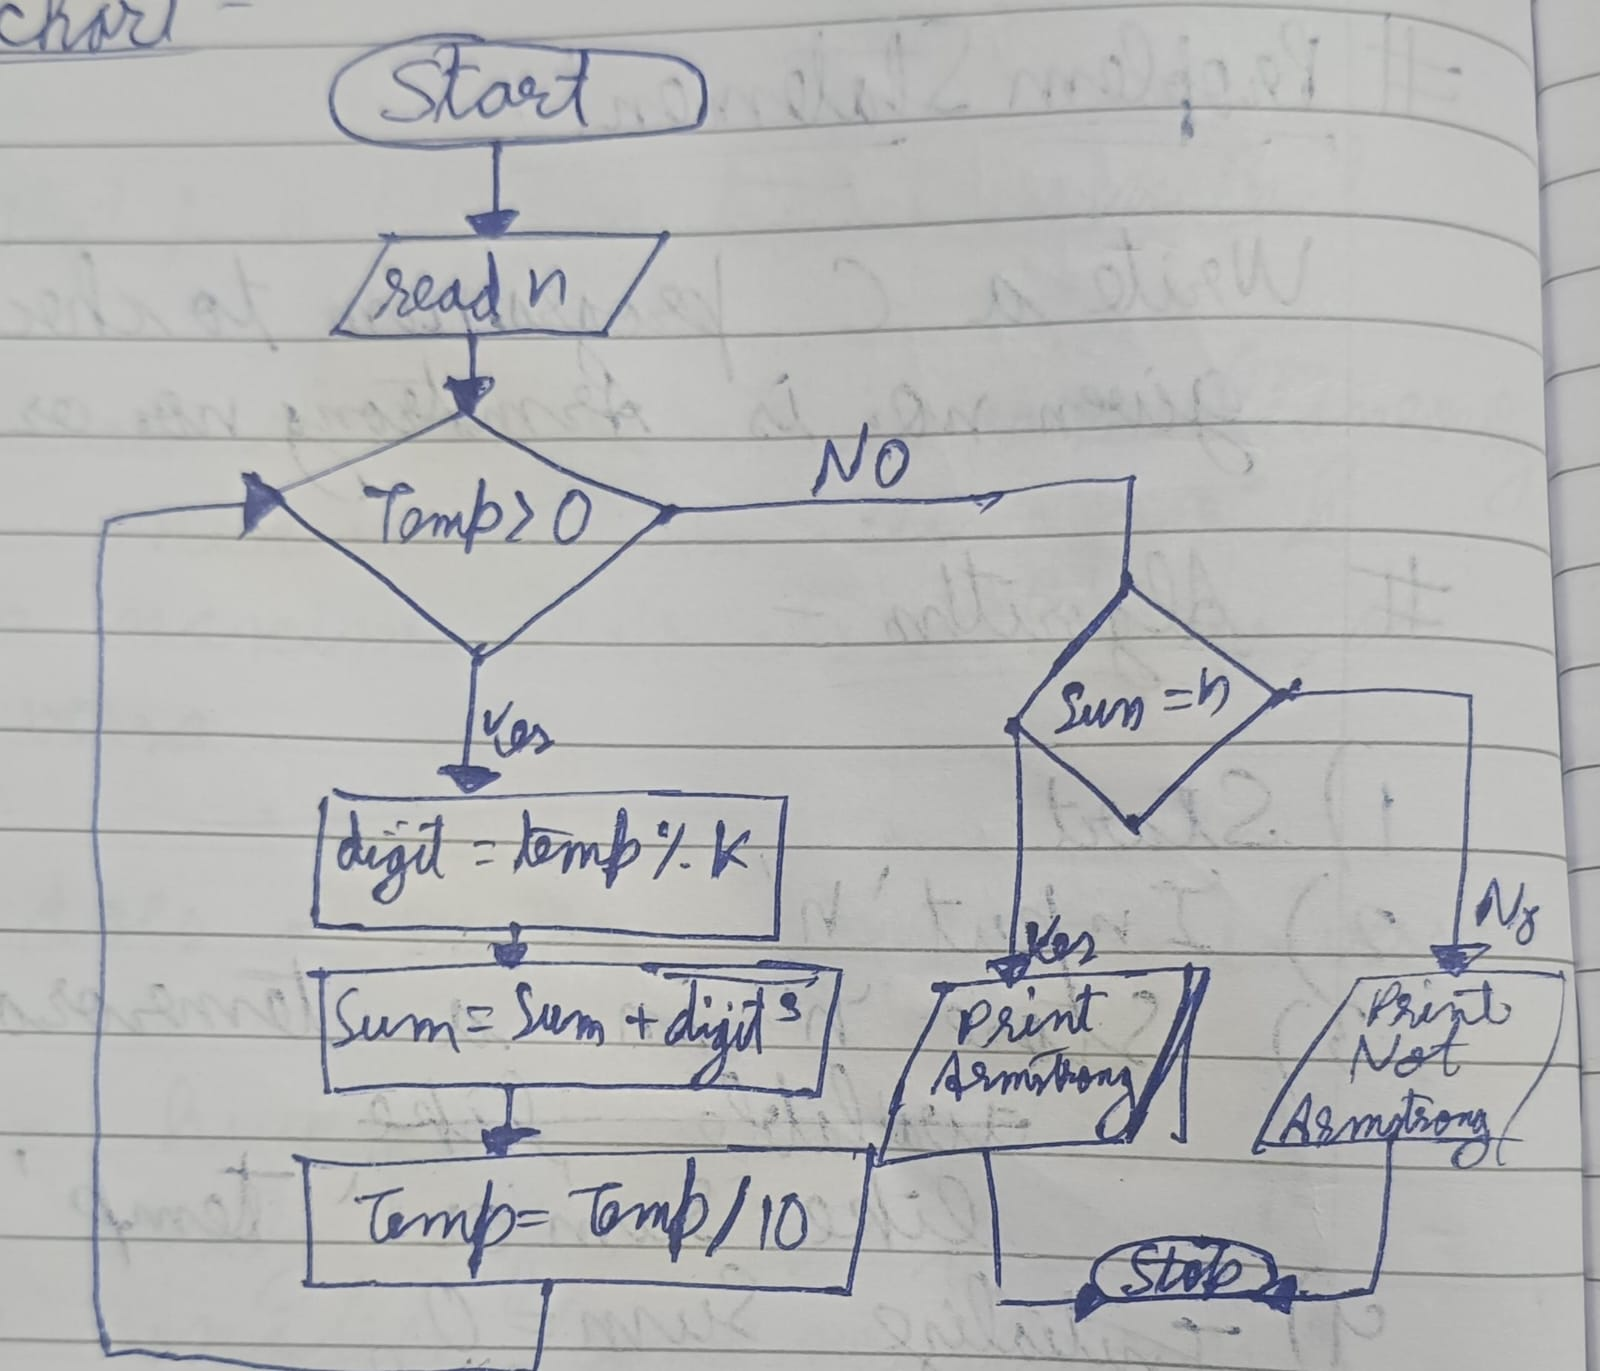 chart -
Start
read n
Temp > 0
NO
Yes
Sum = n
digit = temp % K
Yes
No
Sum = Sum + digit³
Print
Armstrong
Print
Not
Armstrong
Temp = Temp / 10
Stop